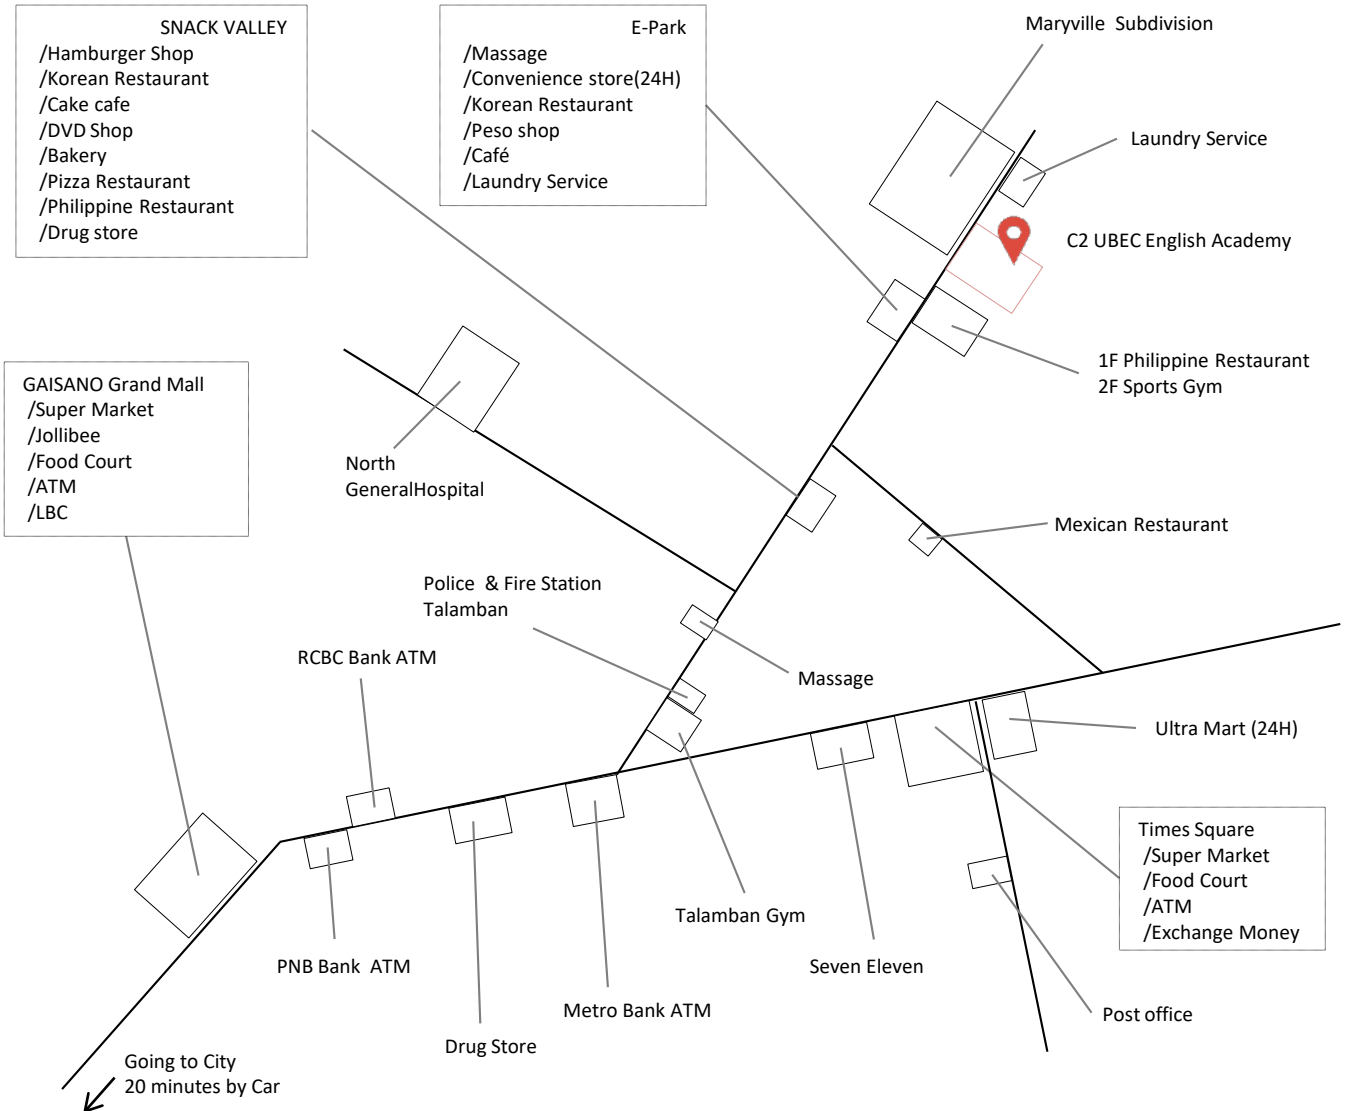 SNACK VALLEY
/Hamburger Shop
/Korean Restaurant
/Cake cafe
/DVD Shop
/Bakery
/Pizza Restaurant
/Philippine Restaurant
/Drug store
E-Park
/Massage
/Convenience store(24H)
/Korean Restaurant
/Peso shop
/Café
/Laundry Service
Maryville Subdivision
Laundry Service
C2 UBEC English Academy
1F Philippine Restaurant
2F Sports Gym
GAISANO Grand Mall
/Super Market
/Jollibee
/Food Court
/ATM
/LBC
North
GeneralHospital
Mexican Restaurant
Police & Fire Station
Talamban
RCBC Bank ATM
Massage
Ultra Mart (24H)
Times Square
/Super Market
/Food Court
/ATM
/Exchange Money
Talamban Gym
PNB Bank ATM
Seven Eleven
Metro Bank ATM
Post office
Drug Store
Going to City
20 minutes by Car